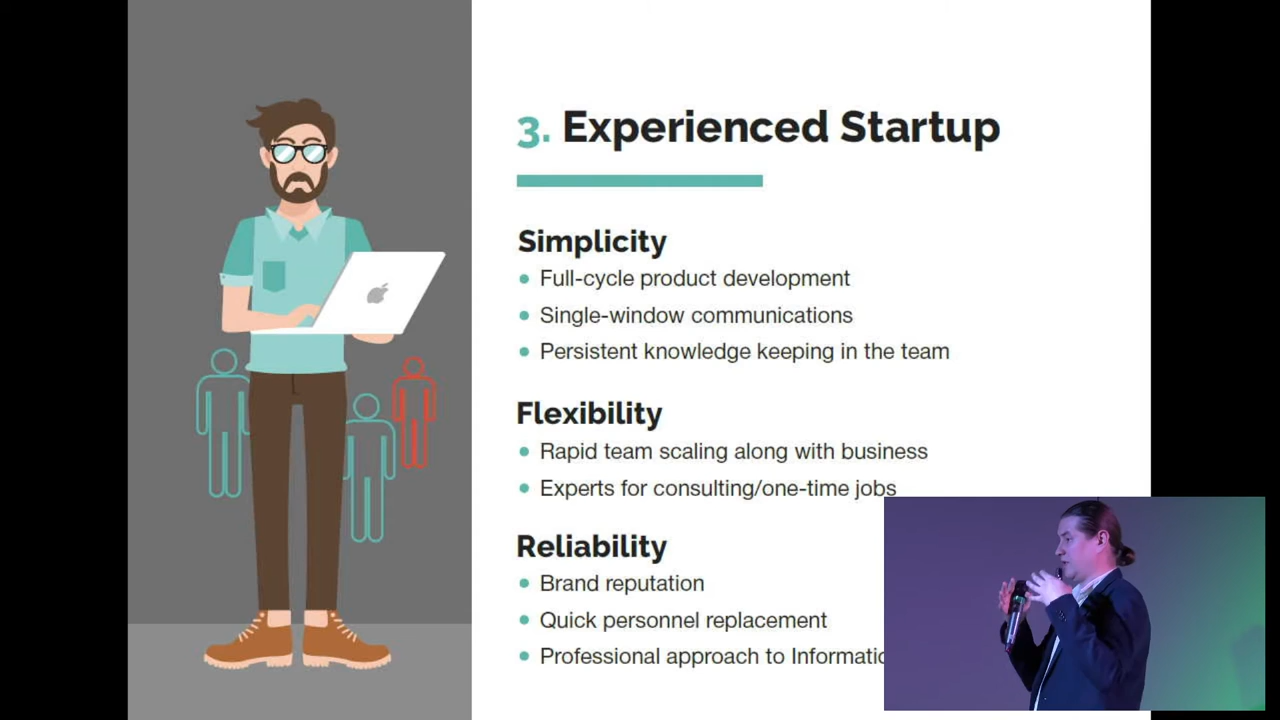 3. Experienced Startup
Simplicity
Full-cycle product development
Single-window communications
Persistent knowledge keeping in the team
Flexibility
Rapid team scaling along with business
Experts for consulting/one-time jobs
Reliability
Brand reputation
Quick personnel replacement
Professional approach to